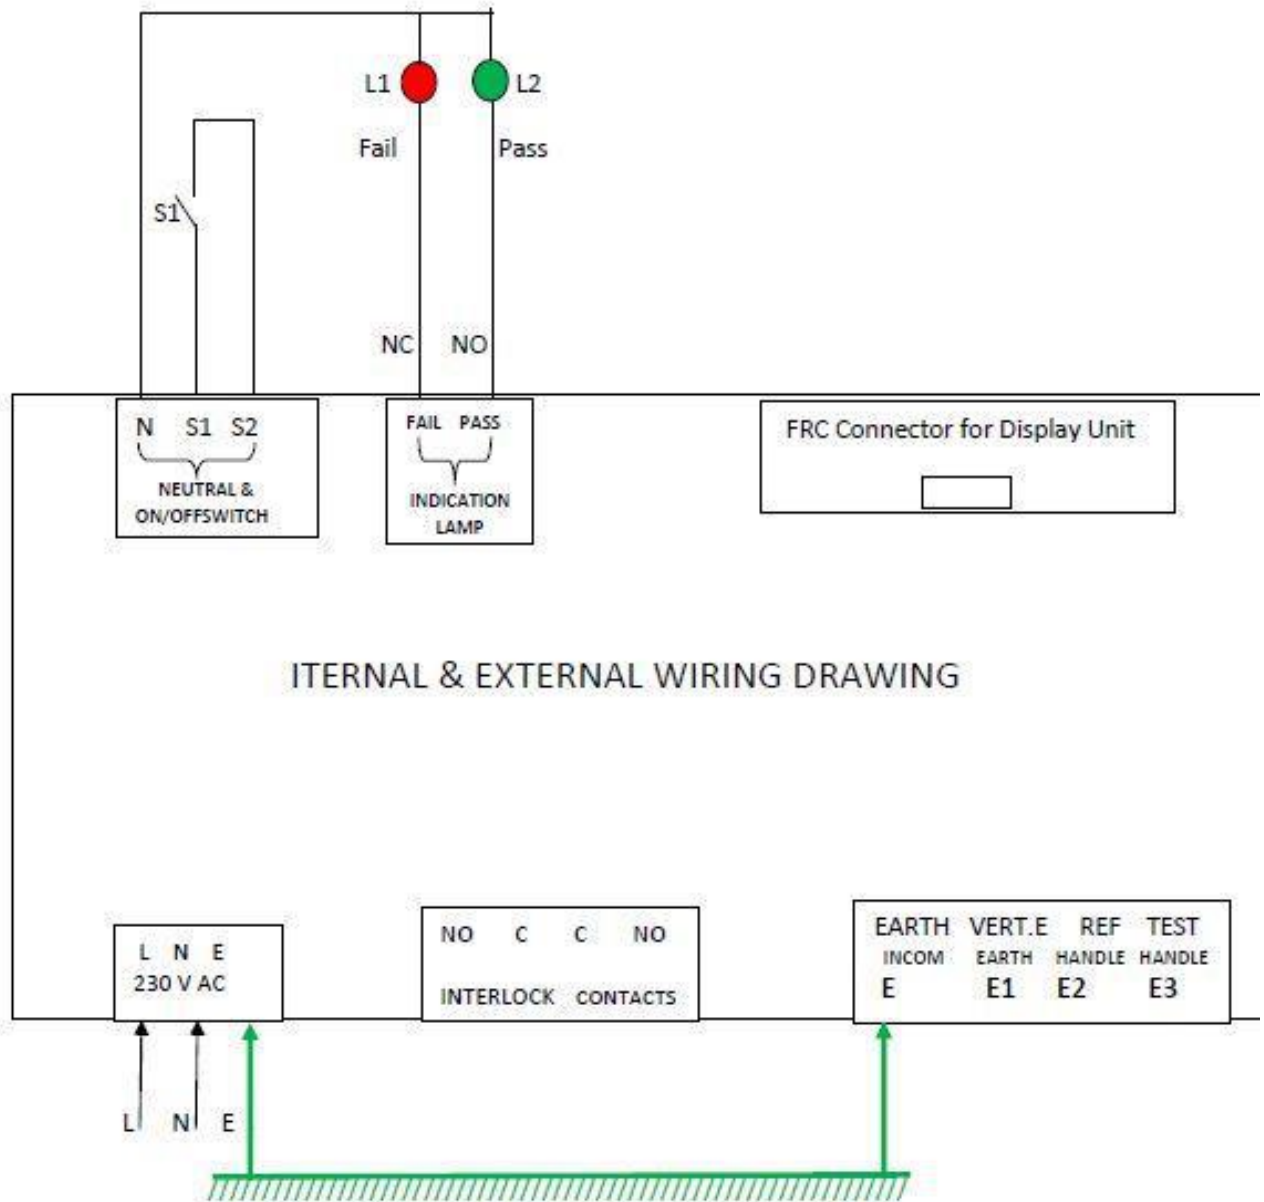 L1 L2
Fail Pass
S1
NC NO
N S1 S2
NEUTRAL &
ON/OFFSWITCH
FAIL PASS
INDICATION
LAMP
FRC Connector for Display Unit
ITERNAL & EXTERNAL WIRING DRAWING
L N E
230 V AC
NO C C NO
INTERLOCK CONTACTS
EARTH VERT.E REF TEST
INCOM EARTH HANDLE HANDLE
E E1 E2 E3
L N E